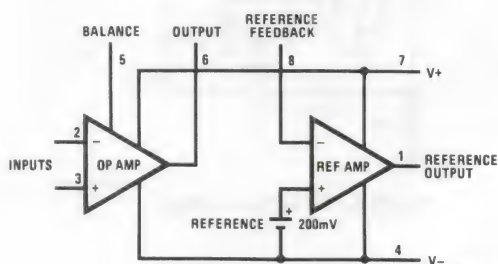 BALANCE
OUTPUT
REFERENCE
FEEDBACK
5
6
8
7
V+
2
−
OP AMP
INPUTS
3
+
−
REF AMP
+
1
REFERENCE
OUTPUT
REFERENCE
+
200mV
4
V−